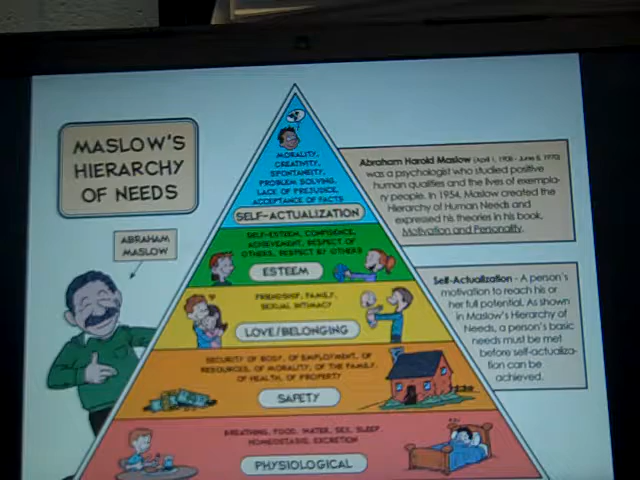 MASLOW'S
HIERARCHY
OF NEEDS
ABRAHAM
MASLOW
MORALITY,
CREATIVITY,
SPONTANEITY,
PROBLEM SOLVING,
LACK OF PREJUDICE,
ACCEPTANCE OF FACTS
SELF-ACTUALIZATION
SELF-ESTEEM, CONFIDENCE,
ACHIEVEMENT, RESPECT OF
OTHERS, RESPECT BY OTHERS
ESTEEM
FRIENDSHIP, FAMILY,
SEXUAL INTIMACY
LOVE/BELONGING
SECURITY OF BODY, OF EMPLOYMENT, OF
RESOURCES, OF MORALITY, OF THE FAMILY,
OF HEALTH, OF PROPERTY
SAFETY
BREATHING, FOOD, WATER, SEX, SLEEP,
HOMEOSTASIS, EXCRETION
PHYSIOLOGICAL
Abraham Harold Maslow (April 1, 1908 - June 8, 1970)
was a psychologist who studied positive
human qualities and the lives of exempla-
ry people. In 1954, Maslow created the
Hierarchy of Human Needs and
expressed his theories in his book,
Motivation and Personality.
Self-Actualization - A person's
motivation to reach his or
her full potential. As shown
in Maslow's Hierarchy of
Needs, a person's basic
needs must be met
before self-actualiza-
tion can be
achieved.